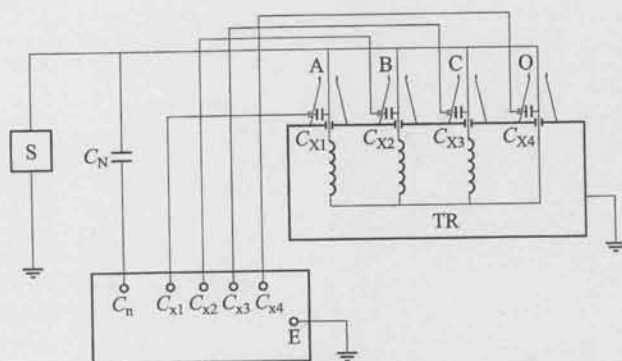 A B C O
C_X1 C_X2 C_X3 C_X4
S
C_N
TR
C_n C_x1 C_x2 C_x3 C_x4
E